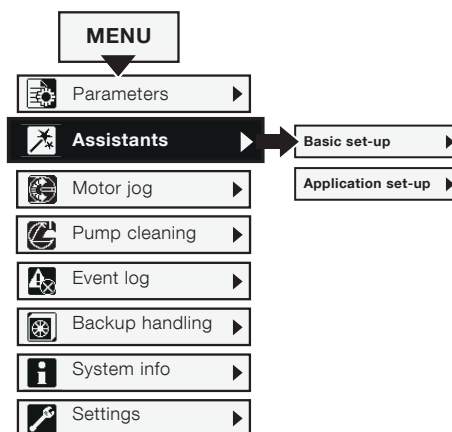 MENU
Parameters
Assistants
Basic set-up
Application set-up
Motor jog
Pump cleaning
Event log
Backup handling
System info
Settings